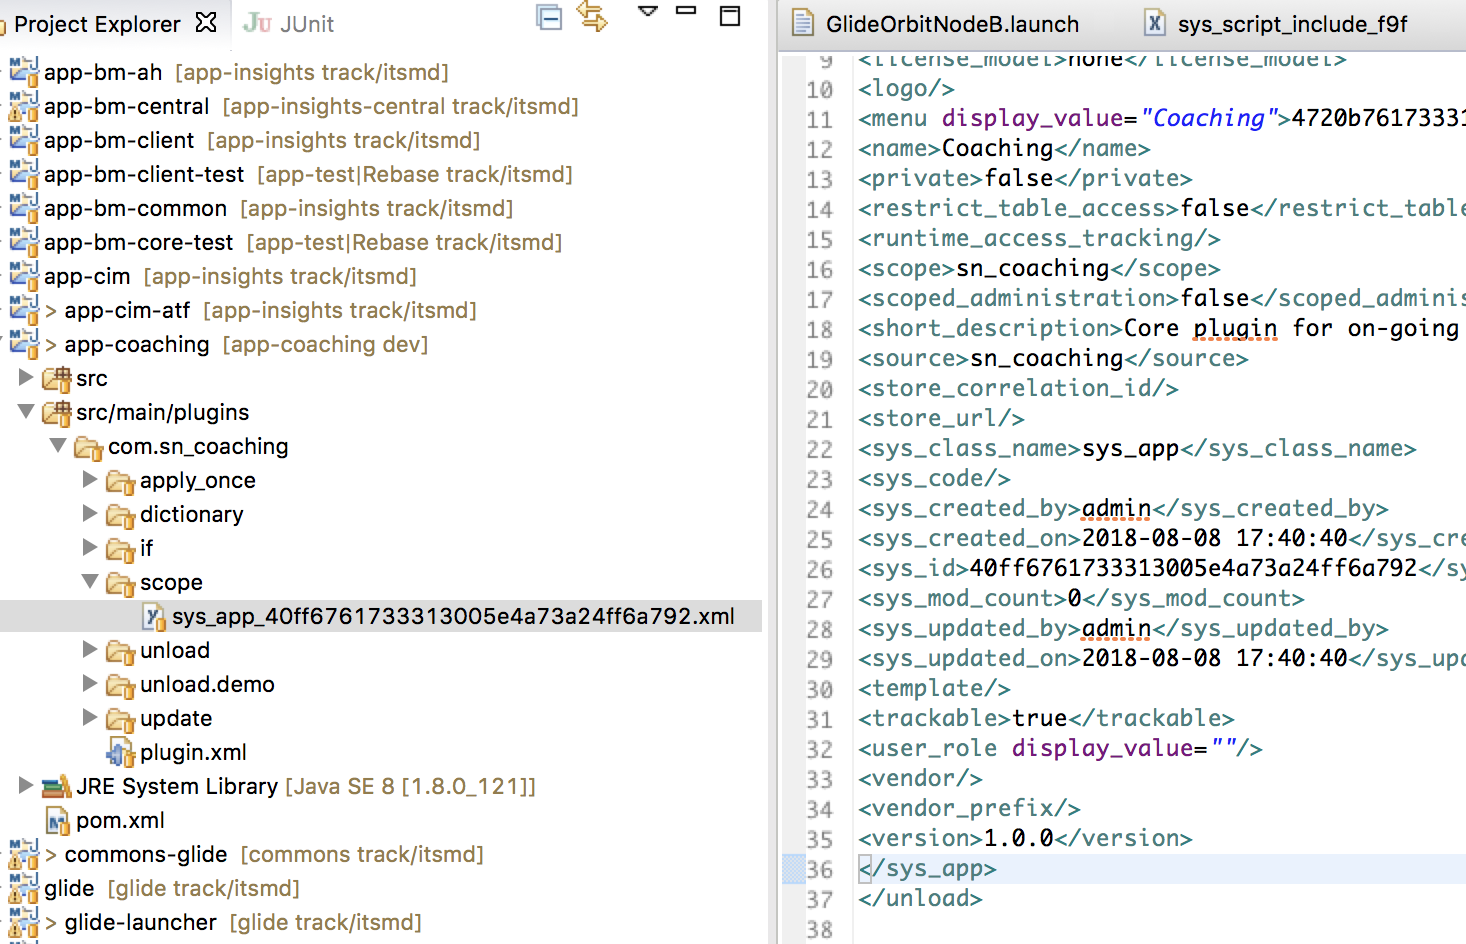 Project Explorer
JUnit
app-bm-ah [app-insights track/itsmd]
app-bm-central [app-insights-central track/itsmd]
app-bm-client [app-insights track/itsmd]
app-bm-client-test [app-test|Rebase track/itsmd]
app-bm-common [app-insights track/itsmd]
app-bm-core-test [app-test|Rebase track/itsmd]
app-cim [app-insights track/itsmd]
> app-cim-atf [app-insights track/itsmd]
> app-coaching [app-coaching dev]
src
src/main/plugins
com.sn_coaching
apply_once
dictionary
if
scope
sys_app_40ff6761733313005e4a73a24ff6a792.xml
unload
unload.demo
update
plugin.xml
JRE System Library [Java SE 8 [1.8.0_121]]
pom.xml
> commons-glide [commons track/itsmd]
glide [glide track/itsmd]
> glide-launcher [glide track/itsmd]
GlideOrbitNodeB.launch
sys_script_include_f9f
9 <license_model>none</license_model>
10 <logo/>
11 <menu display_value="Coaching">4720b76173331
12 <name>Coaching</name>
13 <private>false</private>
14 <restrict_table_access>false</restrict_table
15 <runtime_access_tracking/>
16 <scope>sn_coaching</scope>
17 <scoped_administration>false</scoped_adminis
18 <short_description>Core plugin for on-going
19 <source>sn_coaching</source>
20 <store_correlation_id/>
21 <store_url/>
22 <sys_class_name>sys_app</sys_class_name>
23 <sys_code/>
24 <sys_created_by>admin</sys_created_by>
25 <sys_created_on>2018-08-08 17:40:40</sys_cre
26 <sys_id>40ff6761733313005e4a73a24ff6a792</sy
27 <sys_mod_count>0</sys_mod_count>
28 <sys_updated_by>admin</sys_updated_by>
29 <sys_updated_on>2018-08-08 17:40:40</sys_upd
30 <template/>
31 <trackable>true</trackable>
32 <user_role display_value=""/>
33 <vendor/>
34 <vendor_prefix/>
35 <version>1.0.0</version>
36 </sys_app>
37 </unload>
38